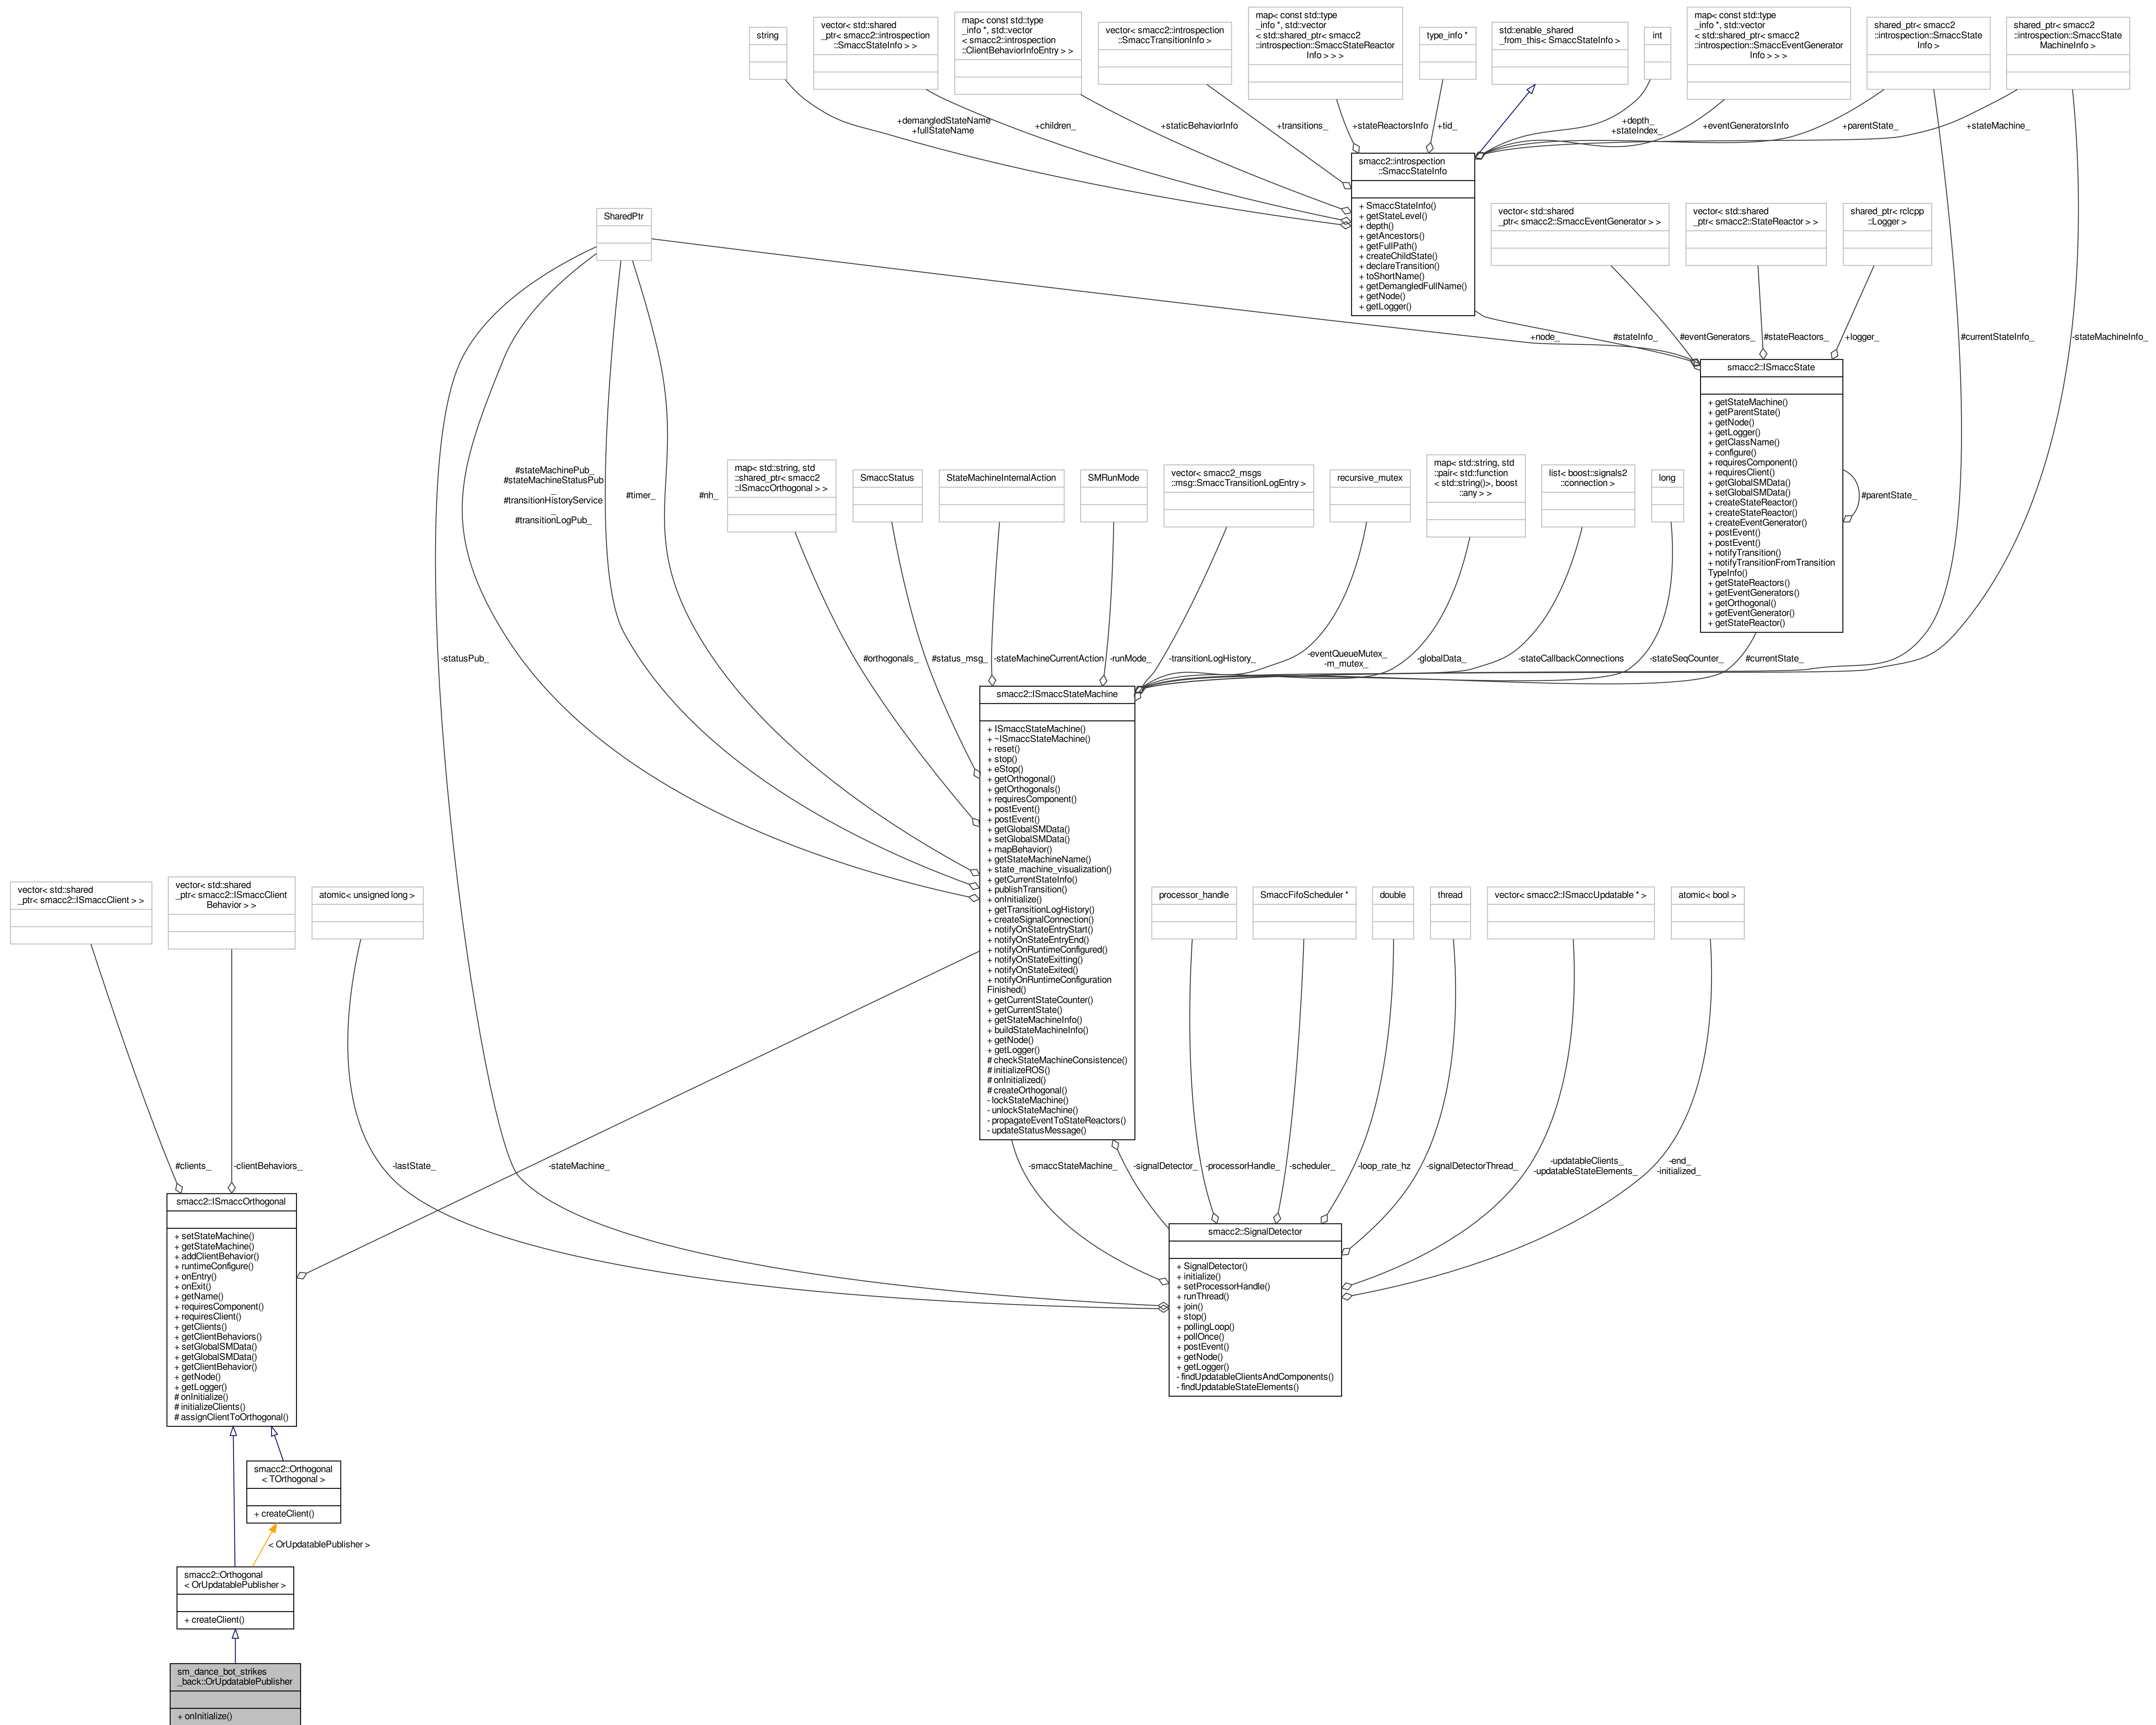 string
vector< std::shared
_ptr< smacc2::introspection
::SmaccStateInfo > >
map< const std::type
_info *, std::vector
< smacc2::introspection
::ClientBehaviorInfoEntry > >
vector< smacc2::introspection
::SmaccTransitionInfo >
map< const std::type
_info *, std::vector
< std::shared_ptr< smacc2
::introspection::SmaccStateReactor
Info > > >
type_info *
std::enable_shared
_from_this< SmaccStateInfo >
int
map< const std::type
_info *, std::vector
< std::shared_ptr< smacc2
::introspection::SmaccEventGenerator
Info > > >
shared_ptr< smacc2
::introspection::SmaccState
Info >
shared_ptr< smacc2
::introspection::SmaccState
MachineInfo >
+demangledStateName
+fullStateName
+children_
+staticBehaviorInfo
+transitions_
+stateReactorsInfo
+tid_
+depth_
+stateIndex_
+eventGeneratorsInfo
+parentState_
+stateMachine_
smacc2::introspection
::SmaccStateInfo
+ SmaccStateInfo()
+ getStateLevel()
+ depth()
+ getAncestors()
+ getFullPath()
+ createChildState()
+ declareTransition()
+ toShortName()
+ getDemangledFullName()
+ getNode()
+ getLogger()
SharedPtr
vector< std::shared
_ptr< smacc2::SmaccEventGenerator > >
vector< std::shared
_ptr< smacc2::StateReactor > >
shared_ptr< rclcpp
::Logger >
+node_
#stateInfo_
#eventGenerators_
#stateReactors_
+logger_
#currentStateInfo_
-stateMachineInfo_
smacc2::ISmaccState
+ getStateMachine()
+ getParentState()
+ getNode()
+ getLogger()
+ getClassName()
+ configure()
+ requiresComponent()
+ requiresClient()
+ getGlobalSMData()
+ setGlobalSMData()
+ createStateReactor()
+ createStateReactor()
+ createEventGenerator()
+ postEvent()
+ postEvent()
+ notifyTransition()
+ notifyTransitionFromTransition
TypeInfo()
+ getStateReactors()
+ getEventGenerators()
+ getOrthogonal()
+ getEventGenerator()
+ getStateReactor()
#parentState_
#stateMachinePub_
#stateMachineStatusPub
_
#transitionHistoryService
_
#transitionLogPub_
#timer_
#nh_
map< std::string, std
::shared_ptr< smacc2
::ISmaccOrthogonal > >
SmaccStatus
StateMachineInternalAction
SMRunMode
vector< smacc2_msgs
::msg::SmaccTransitionLogEntry >
recursive_mutex
map< std::string, std
::pair< std::function
< std::string()>, boost
::any > >
list< boost::signals2
::connection >
long
-statusPub_
#orthogonals_
#status_msg_
-stateMachineCurrentAction
-runMode_
-transitionLogHistory_
-eventQueueMutex_
-m_mutex_
-globalData_
-stateCallbackConnections
-stateSeqCounter_
#currentState_
smacc2::ISmaccStateMachine
+ ISmaccStateMachine()
+ ~ISmaccStateMachine()
+ reset()
+ stop()
+ eStop()
+ getOrthogonal()
+ getOrthogonals()
+ requiresComponent()
+ postEvent()
+ postEvent()
+ getGlobalSMData()
+ setGlobalSMData()
+ mapBehavior()
+ getStateMachineName()
+ state_machine_visualization()
+ getCurrentStateInfo()
+ publishTransition()
+ onInitialize()
+ getTransitionLogHistory()
+ createSignalConnection()
+ notifyOnStateEntryStart()
+ notifyOnStateEntryEnd()
+ notifyOnRuntimeConfigured()
+ notifyOnStateExitting()
+ notifyOnStateExited()
+ notifyOnRuntimeConfiguration
Finished()
+ getCurrentStateCounter()
+ getCurrentState()
+ getStateMachineInfo()
+ buildStateMachineInfo()
+ getNode()
+ getLogger()
# checkStateMachineConsistence()
# initializeROS()
# onInitialized()
# createOrthogonal()
- lockStateMachine()
- unlockStateMachine()
- propagateEventToStateReactors()
- updateStatusMessage()
vector< std::shared
_ptr< smacc2::ISmaccClient > >
vector< std::shared
_ptr< smacc2::ISmaccClient
Behavior > >
atomic< unsigned long >
processor_handle
SmaccFifoScheduler *
double
thread
vector< smacc2::ISmaccUpdatable * >
atomic< bool >
#clients_
-clientBehaviors_
-lastState_
-stateMachine_
-smaccStateMachine_
-signalDetector_
-processorHandle_
-scheduler_
-loop_rate_hz
-signalDetectorThread_
-updatableClients_
-updatableStateElements_
-end_
-initialized_
smacc2::ISmaccOrthogonal
+ setStateMachine()
+ getStateMachine()
+ addClientBehavior()
+ runtimeConfigure()
+ onEntry()
+ onExit()
+ getName()
+ requiresComponent()
+ requiresClient()
+ getClients()
+ getClientBehaviors()
+ setGlobalSMData()
+ getGlobalSMData()
+ getClientBehavior()
+ getNode()
+ getLogger()
# onInitialize()
# initializeClients()
# assignClientToOrthogonal()
smacc2::SignalDetector
+ SignalDetector()
+ initialize()
+ setProcessorHandle()
+ runThread()
+ join()
+ stop()
+ pollingLoop()
+ pollOnce()
+ postEvent()
+ getNode()
+ getLogger()
- findUpdatableClientsAndComponents()
- findUpdatableStateElements()
smacc2::Orthogonal
< TOrthogonal >
+ createClient()
< OrUpdatablePublisher >
smacc2::Orthogonal
< OrUpdatablePublisher >
+ createClient()
sm_dance_bot_strikes
_back::OrUpdatablePublisher
+ onInitialize()